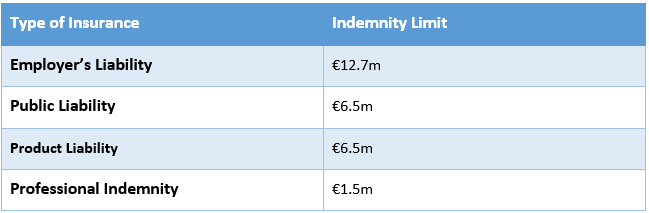 Type of Insurance Indemnity Limit
Employer’s Liability €12.7m
Public Liability €6.5m
Product Liability €6.5m
Professional Indemnity €1.5m